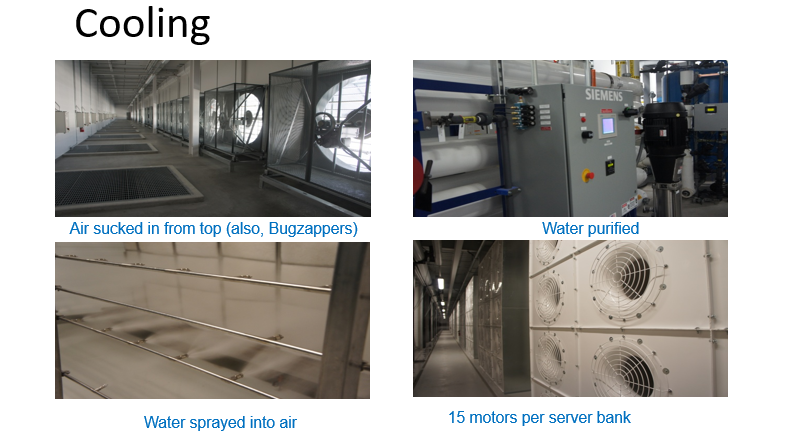 Cooling
SIEMENS
Air sucked in from top (also, Bugzappers)
Water purified
Water sprayed into air
15 motors per server bank